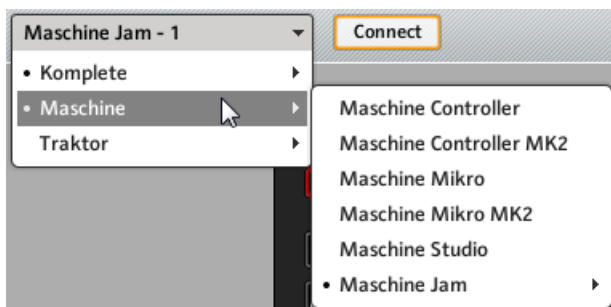 Maschine Jam - 1
Connect
• Komplete
• Maschine
Traktor
Maschine Controller
Maschine Controller MK2
Maschine Mikro
Maschine Mikro MK2
Maschine Studio
• Maschine Jam